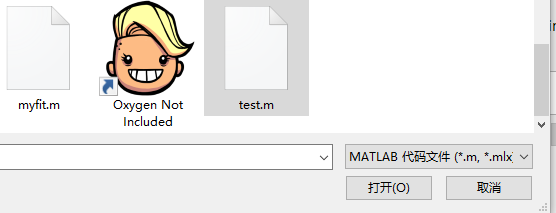 myfit.m
Oxygen Not
Included
test.m
MATLAB 代码文件 (*.m, *.mlx)
打开(O)
取消